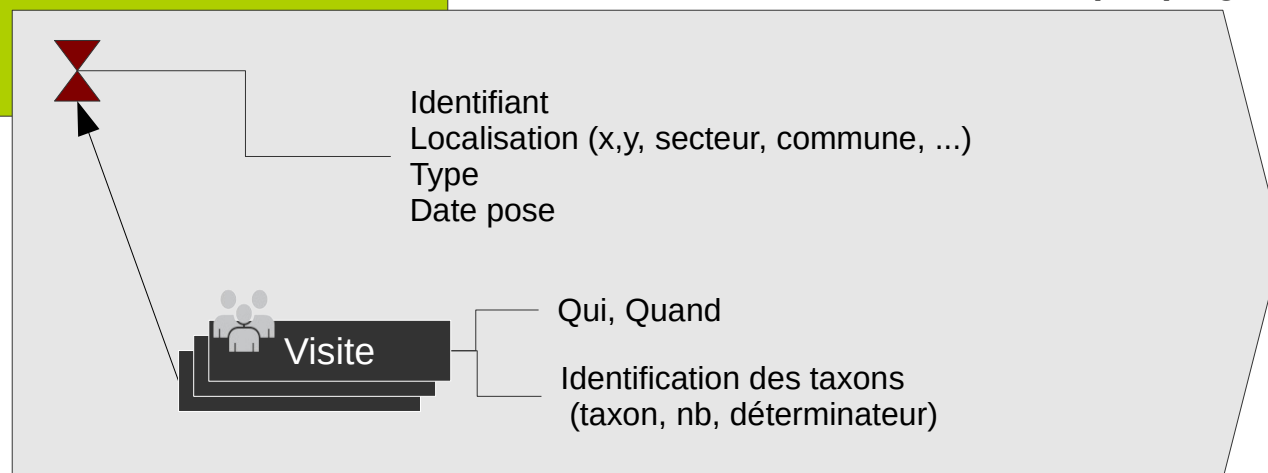 Identifiant
Localisation (x,y, secteur, commune, ...)
Type
Date pose
Qui, Quand
Visite
Identification des taxons
(taxon, nb, déterminateur)